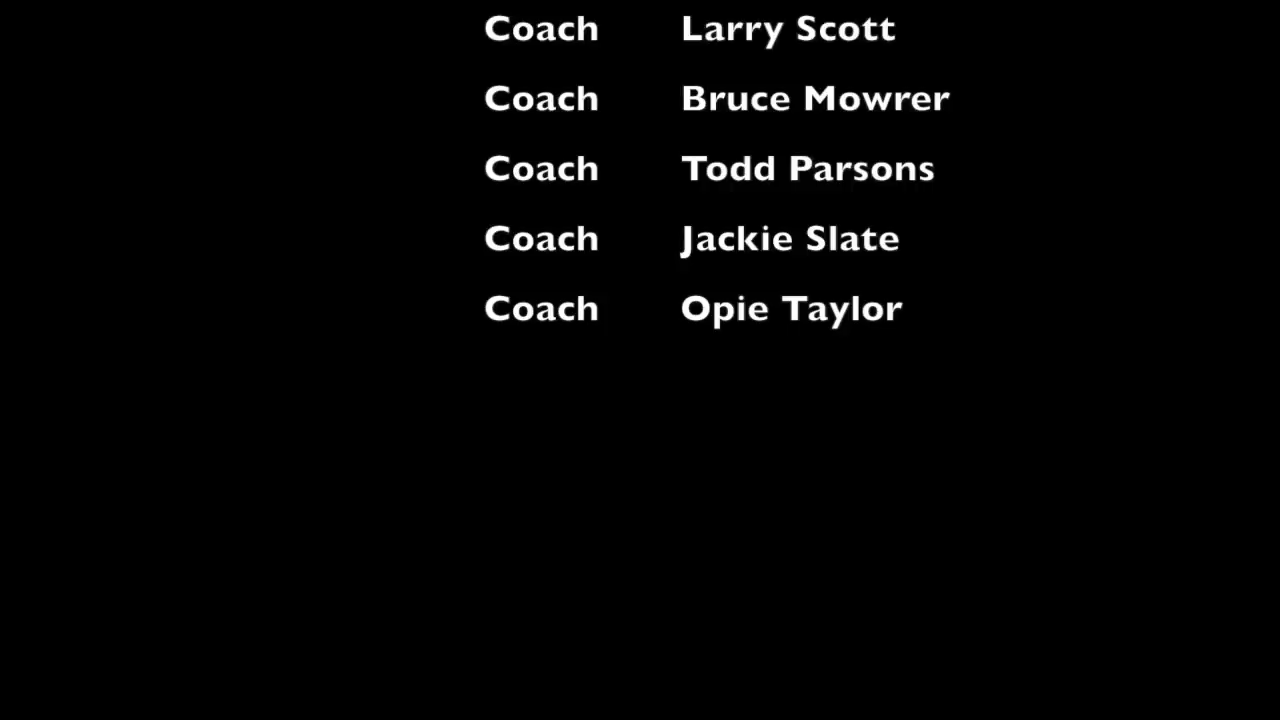 Coach Larry Scott
Coach Bruce Mowrer
Coach Todd Parsons
Coach Jackie Slate
Coach Opie Taylor